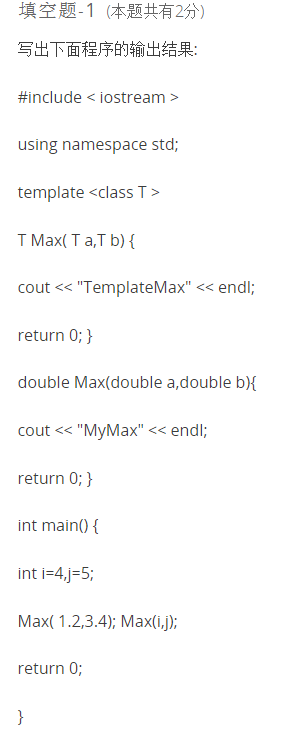 填空题-1 (本题共有2分)
写出下面程序的输出结果:
#include < iostream >
using namespace std;
template <class T >
T Max( T a,T b) {
cout << "TemplateMax" << endl;
return 0; }
double Max(double a,double b){
cout << "MyMax" << endl;
return 0; }
int main() {
int i=4,j=5;
Max( 1.2,3.4); Max(i,j);
return 0;
}